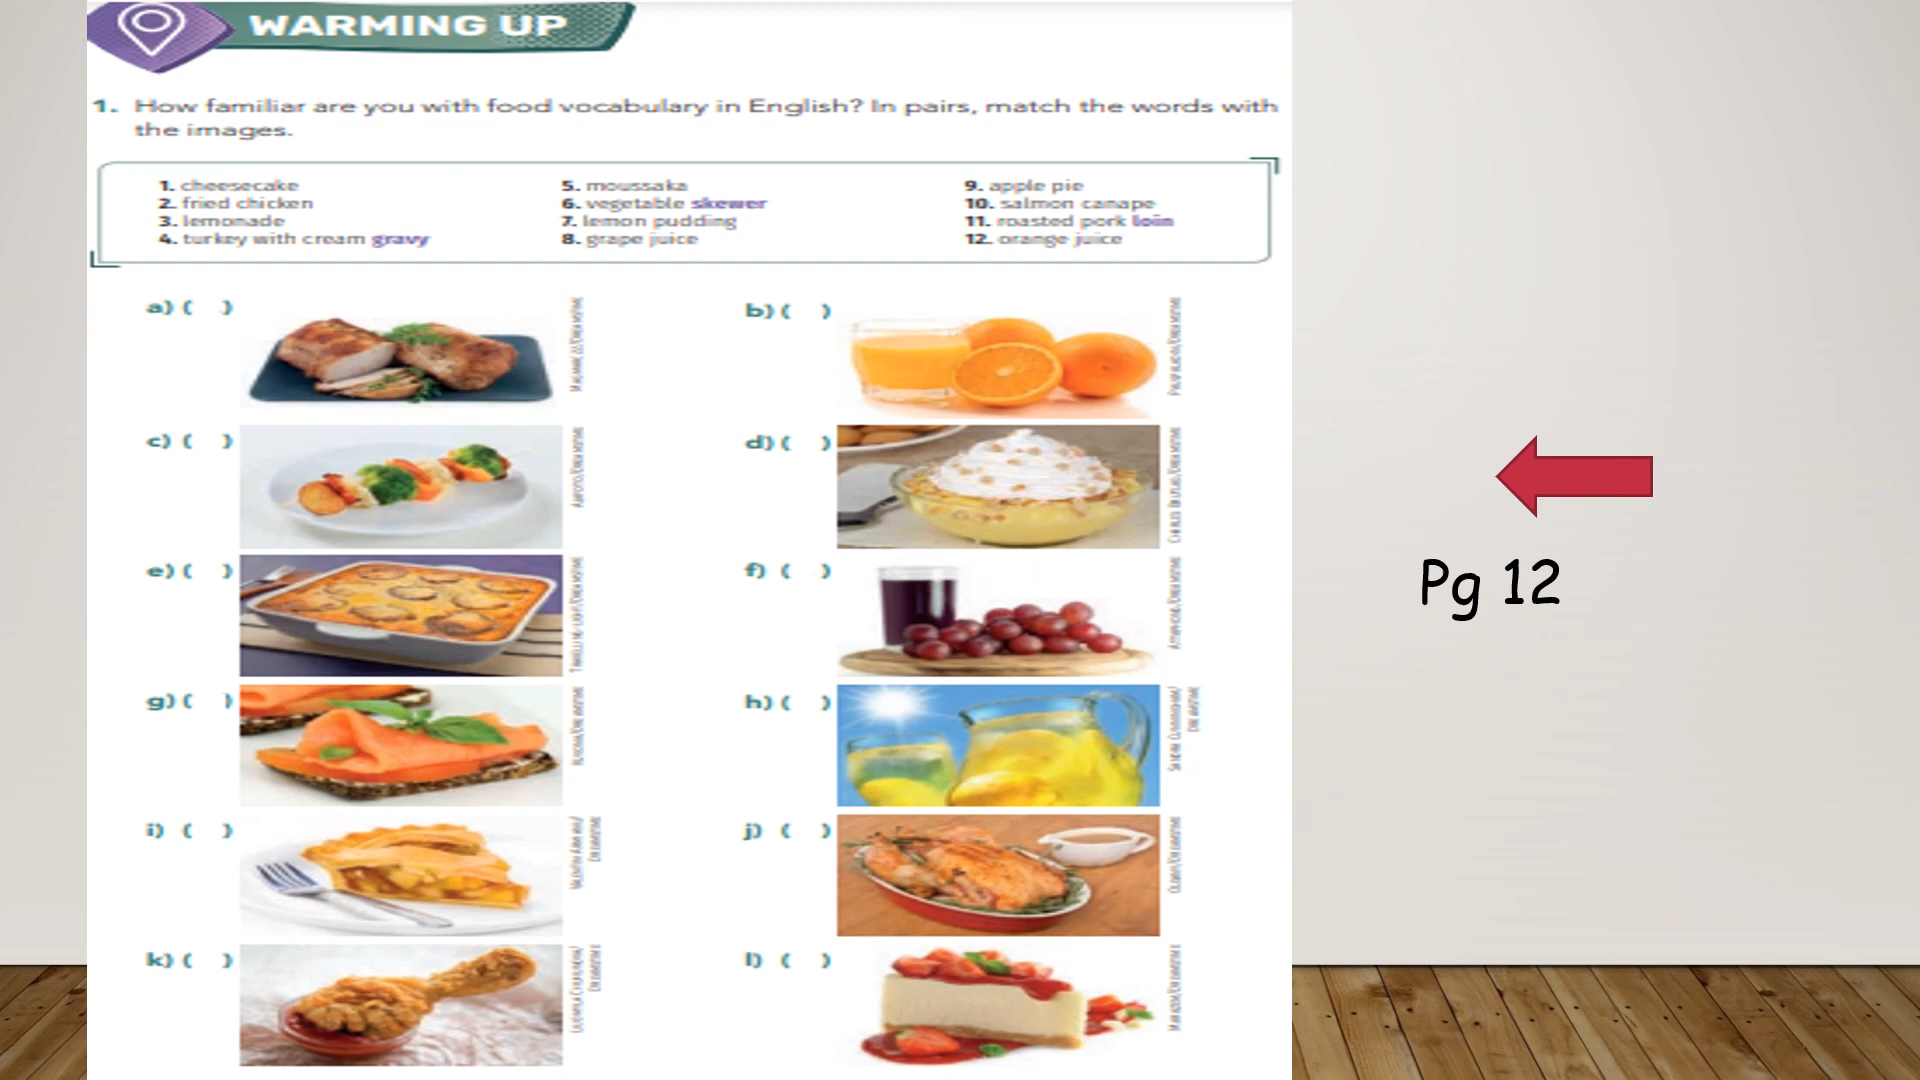 WARMING UP
1. How familiar are you with food vocabulary in English? In pairs, match the words with
the images.
1. cheesecake
2. fried chicken
3. lemonade
4. turkey with cream gravy
5. moussaka
6. vegetable skewer
7. lemon pudding
8. grape juice
9. apple pie
10. salmon canape
11. roasted pork loin
12. orange juice
a) ( )
b) ( )
c) ( )
d) ( )
e) ( )
f) ( )
g) ( )
h) ( )
i) ( )
j) ( )
k) ( )
l) ( )
Pg 12